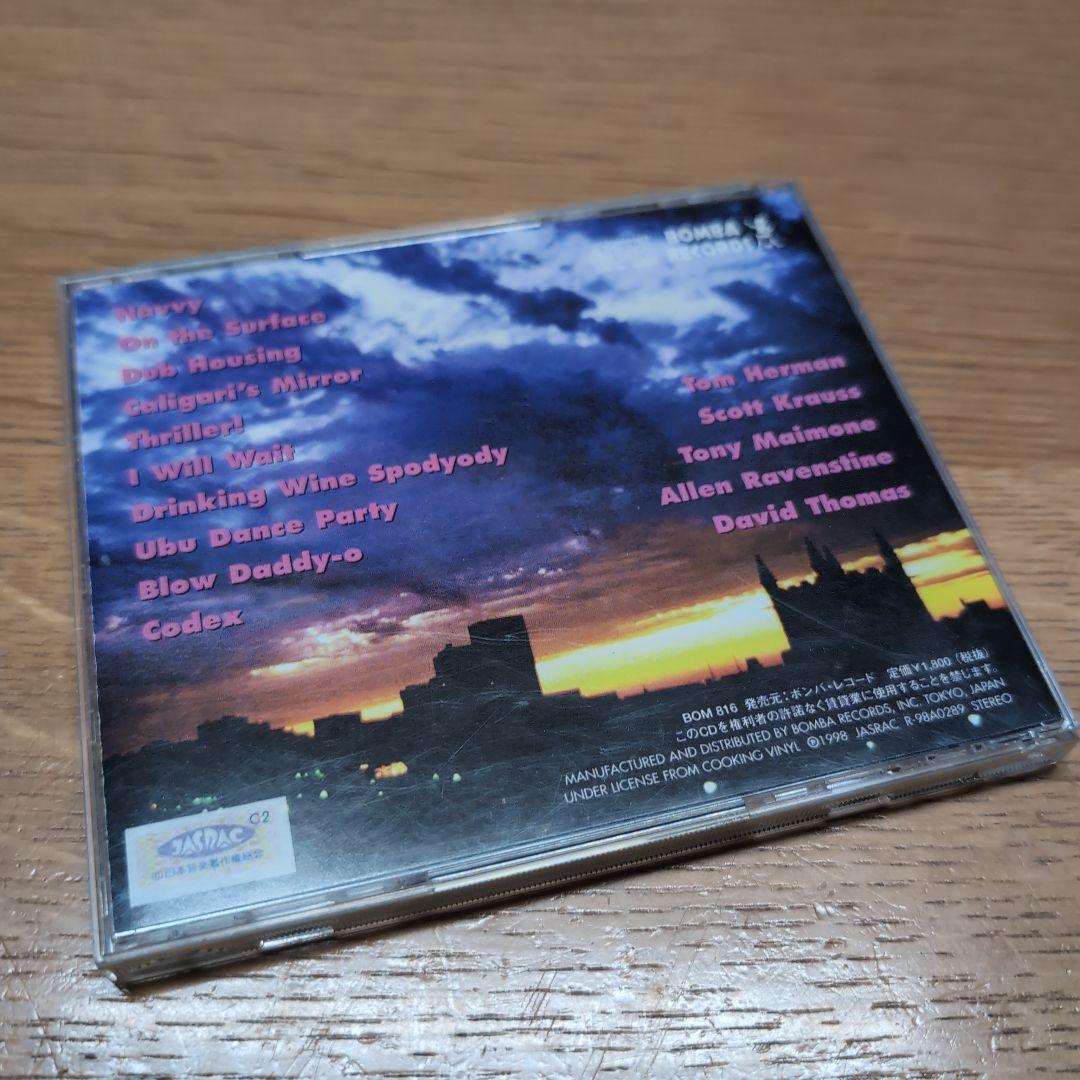 BOMBA
RECORDS
Navvy
On the Surface
Dub Housing
Caligari's Mirror
Thriller!
I Will Wait
Drinking Wine Spodyody
Ubu Dance Party
Blow Daddy-o
Codex
Tom Herman
Scott Krauss
Tony Maimone
Allen Ravenstine
David Thomas
BOM 816 発売元：ボンバ・レコード 定価¥1,800（税抜）
このCDを権利者の許諾なく賃貸業に使用することを禁じます。
MANUFACTURED AND DISTRIBUTED BY BOMBA RECORDS, INC. TOKYO, JAPAN
UNDER LICENSE FROM COOKING VINYL ℗1998 JASRAC R-98A0289 STEREO
C2
JASRAC